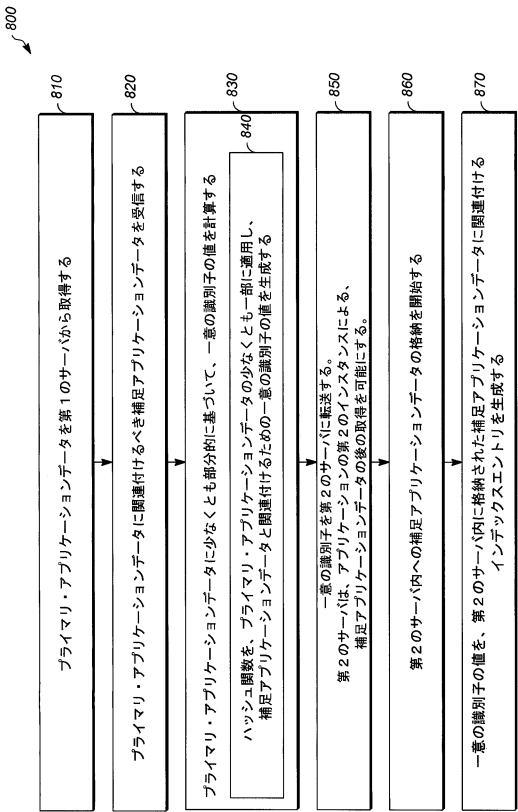 800
810
プライマリ・アプリケーションデータを第1のサーバから取得する
820
プライマリ・アプリケーションデータに関連付けるべき補足アプリケーションデータを受信する
830
プライマリ・アプリケーションデータに少なくとも部分的に基づいて、一意の識別子の値を計算する
840
ハッシュ関数を、プライマリ・アプリケーションデータの少なくとも一部に適用し、
補足アプリケーションデータと関連付けるための一意の識別子の値を生成する
850
一意の識別子を第2のサーバに転送する。
第2のサーバは、アプリケーションの第2のインスタンスによる、
補足アプリケーションデータの後の取得を可能にする。
860
第2のサーバ内への補足アプリケーションデータの格納を開始する
870
一意の識別子の値を、第2のサーバ内に格納された補足アプリケーションデータに関連付ける
インデックスエントリを生成する